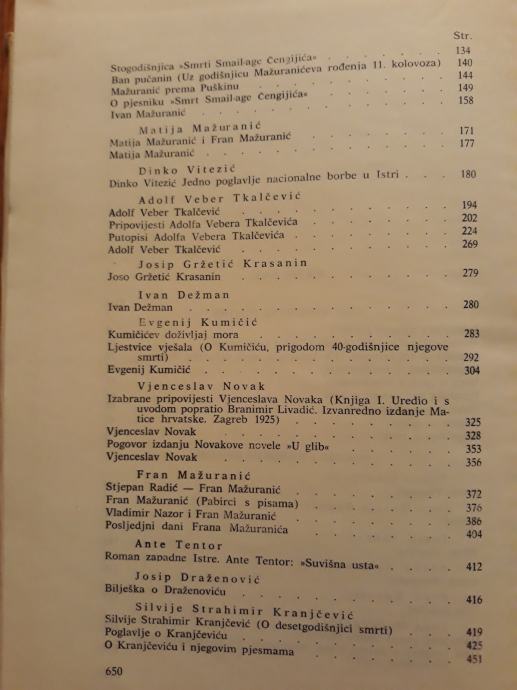 Str.
Stogodišnjica »Smrti Smail-age Čengijića« . . . . . . 134
Ban pučanin (Uz godišnjicu Mažuranićeva rođenja 11. kolovoza) 140
Mažuranić prema Puškinu . . . . . . . . 144
O pjesniku »Smrt Smail-age Čengijića« . . . . . . 149
Ivan Mažuranić . . . . . . . . . . 158
Matija Mažuranić
Matija Mažuranić i Fran Mažuranić . . . . . . 171
Matija Mažuranić . . . . . . . . . 177
Dinko Vitezić
Dinko Vitezić Jedno poglavlje nacionalne borbe u Istri . . . 180
Adolf Veber Tkalčević
Adolf Veber Tkalčević . . . . . . . . 194
Pripovijesti Adolfa Vebera Tkalčevića . . . . . . 202
Putopisi Adolfa Vebera Tkalčevića . . . . . . . 224
Adolf Veber Tkalčević . . . . . . . . 269
Josip Gržetić Krasanin
Joso Gržetić Krasanin . . . . . . . . 279
Ivan Dežman
Ivan Dežman . . . . . . . . . . 280
Evgenij Kumičić
Kumičićev doživljaj mora . . . . . . . . 283
Ljestvice vješala (O Kumičiću, prigodom 40-godišnjice njegove
smrti) . . . . . . . . . . . 292
Evgenij Kumičić . . . . . . . . . 304
Vjenceslav Novak
Izabrane pripovijesti Vjenceslava Novaka (Knjiga I. Uredio i s
uvodom popratio Branimir Livadić. Izvanredno izdanje Ma-
tice hrvatske. Zagreb 1925) . . . . . . . 325
Vjenceslav Novak . . . . . . . . . 328
Pogovor izdanju Novakove novele »U glib« . . . . . 353
Vjenceslav Novak . . . . . . . . . 356
Fran Mažuranić
Stjepan Radić — Fran Mažuranić . . . . . . . 372
Fran Mažuranić (Pabirci s pisama) . . . . . . 376
Vladimir Nazor i Fran Mažuranić . . . . . . . 386
Posljedjni dani Frana Mažuranića . . . . . . . 404
Ante Tentor
Roman zapadne Istre. Ante Tentor: »Suvišna usta« . . . . 412
Josip Draženović
Bilješka o Draženoviću . . . . . . . . 416
Silvije Strahimir Kranjčević
Silvije Strahimir Kranjčević (O desetgodišnjici smrti) . . . 419
Poglavlje o Kranjčeviću . . . . . . . . 425
O Kranjčeviću i njegovim pjesmama . . . . . . 451
650